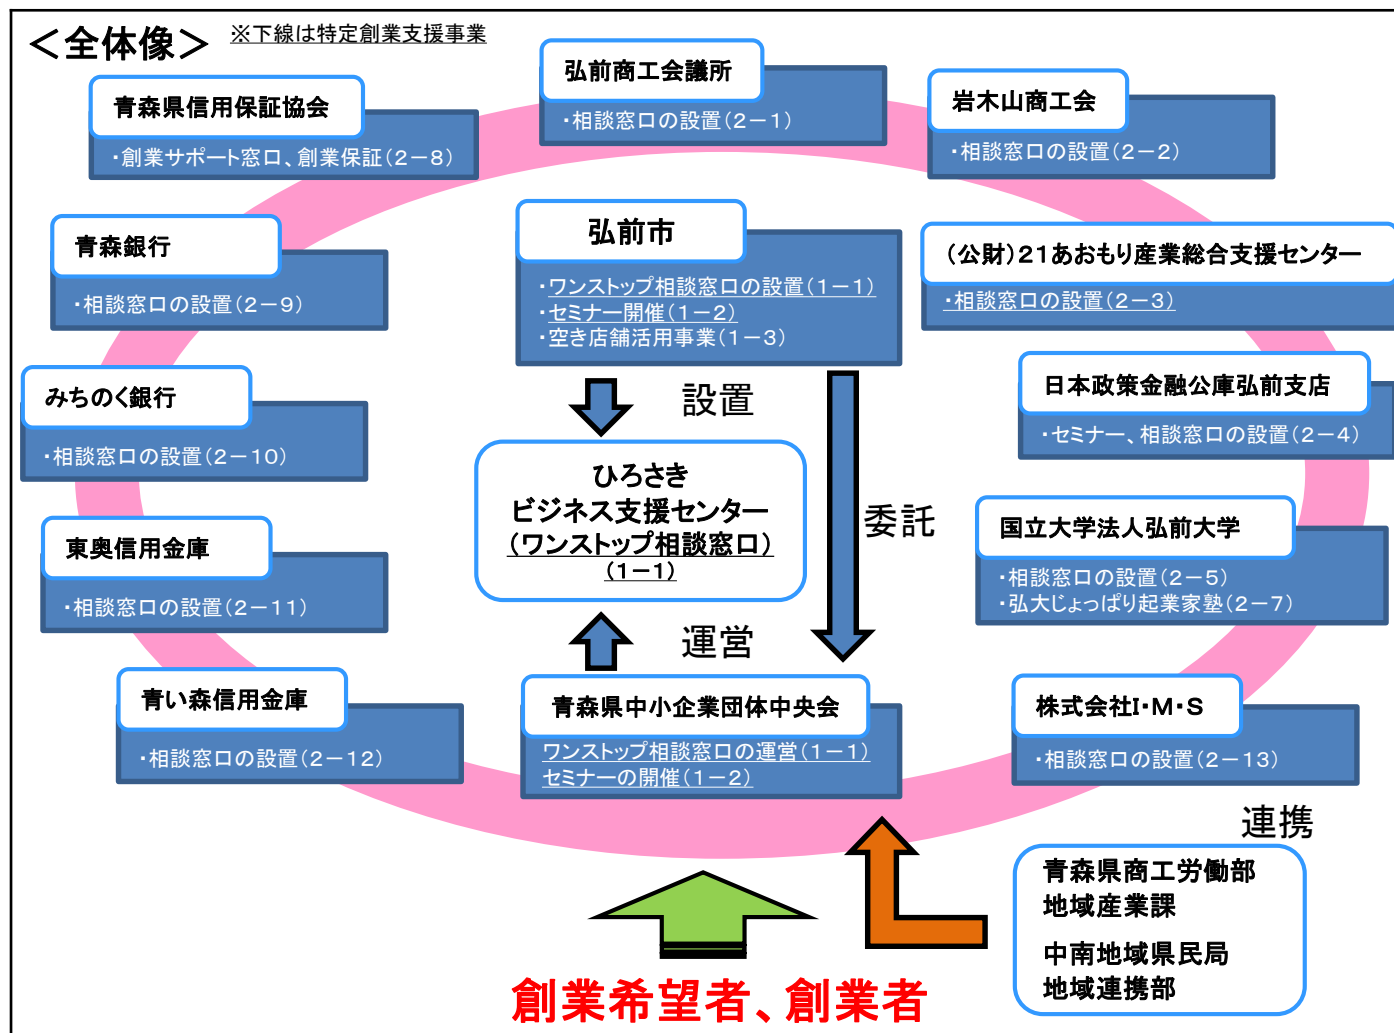 ＜全体像＞
※下線は特定創業支援事業
弘前商工会議所
・相談窓口の設置(2－1)
青森県信用保証協会
・創業サポート窓口、創業保証(2－8)
岩木山商工会
・相談窓口の設置(2－2)
青森銀行
・相談窓口の設置(2－9)
弘前市
・ワンストップ相談窓口の設置(1－1)
・セミナー開催(1－2)
・空き店舗活用事業(1－3)
(公財)21あおもり産業総合支援センター
・相談窓口の設置(2－3)
みちのく銀行
・相談窓口の設置(2－10)
設置
日本政策金融公庫弘前支店
・セミナー、相談窓口の設置(2－4)
ひろさき
ビジネス支援センター
(ワンストップ相談窓口)
(1－1)
委託
東奥信用金庫
・相談窓口の設置(2－11)
国立大学法人弘前大学
・相談窓口の設置(2－5)
・弘大じょっぱり起業家塾(2－7)
運営
青い森信用金庫
・相談窓口の設置(2－12)
青森県中小企業団体中央会
ワンストップ相談窓口の運営(1－1)
セミナーの開催(1－2)
株式会社I・M・S
・相談窓口の設置(2－13)
連携
青森県商工労働部
地域産業課
中南地域県民局
地域連携部
創業希望者、創業者